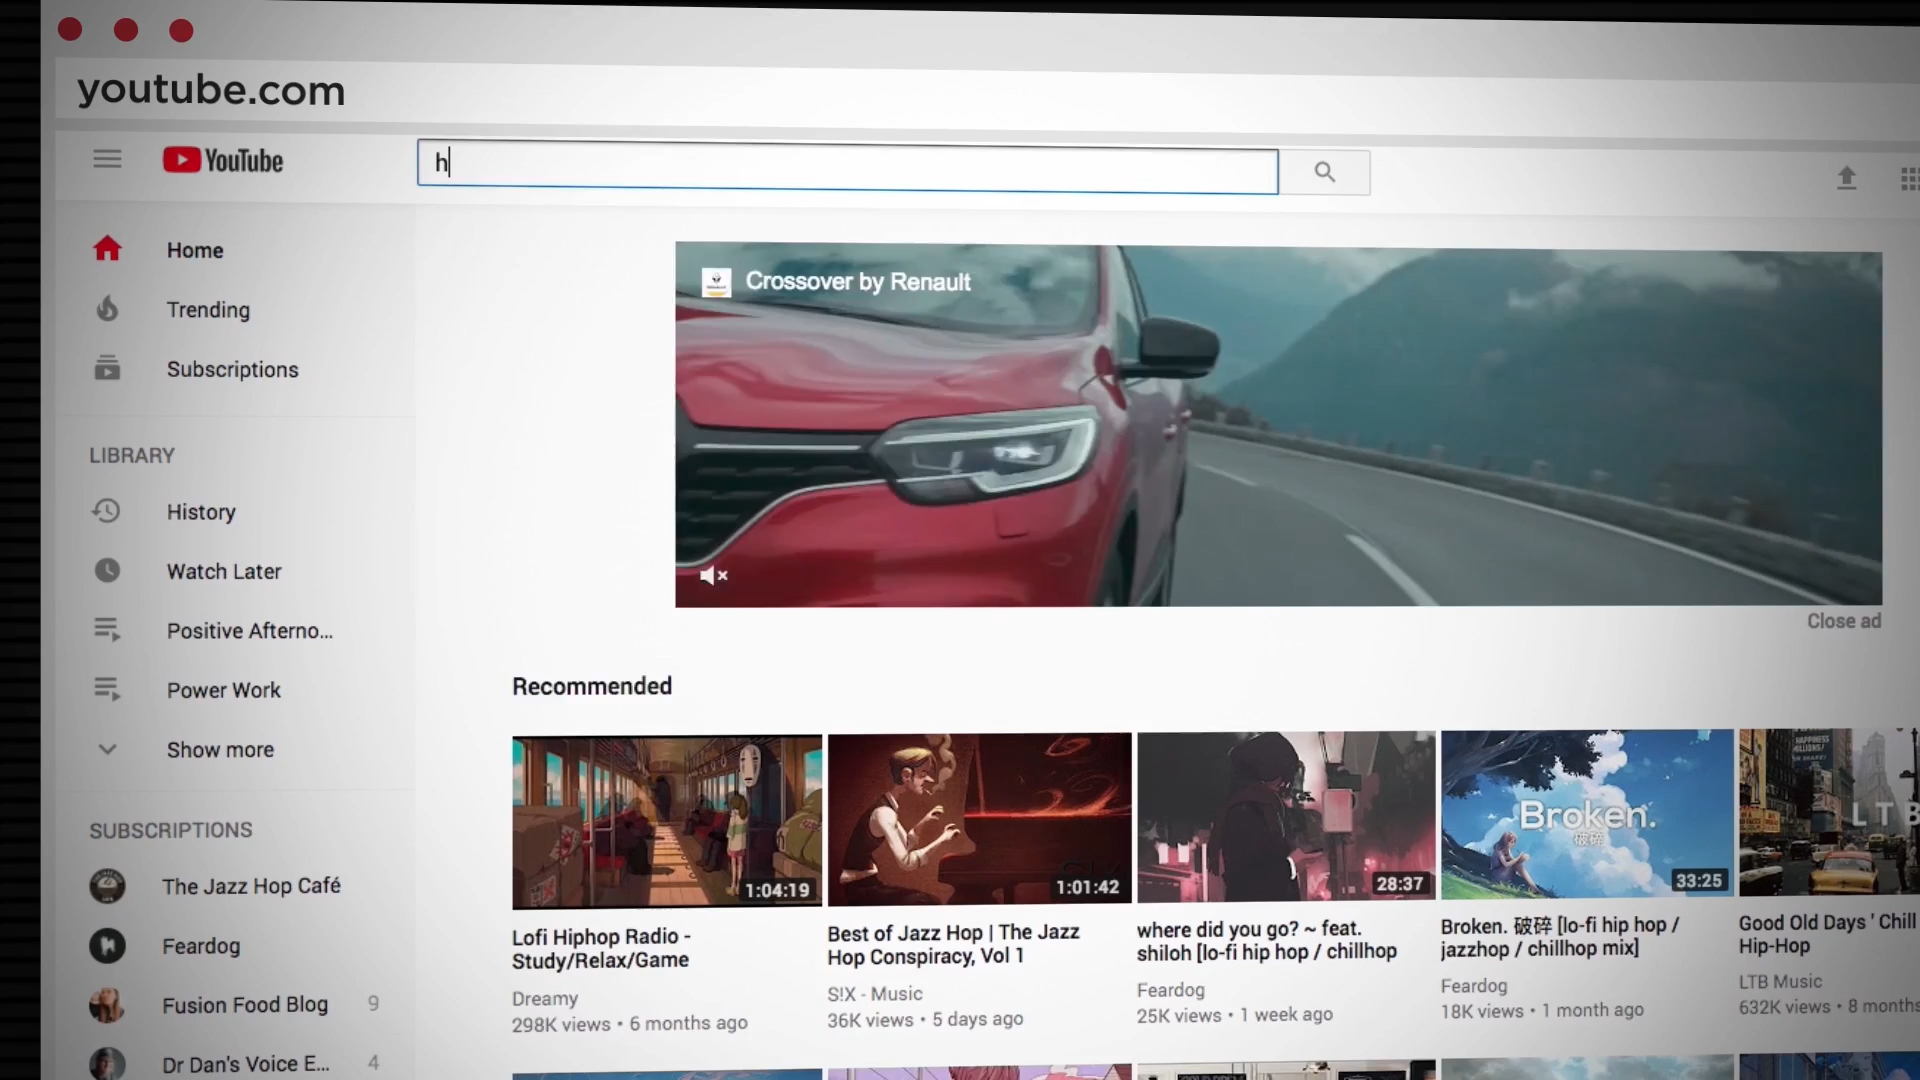 youtube.com
YouTube
h
Home
Trending
Subscriptions
LIBRARY
History
Watch Later
Positive Afterno...
Power Work
Show more
SUBSCRIPTIONS
The Jazz Hop Café
Feardog
Fusion Food Blog 9
Dr Dan's Voice E... 4
Crossover by Renault
Close ad
Recommended
1:04:19
Lofi Hiphop Radio -
Study/Relax/Game
Dreamy
298K views • 6 months ago
1:01:42
Best of Jazz Hop | The Jazz
Hop Conspiracy, Vol 1
S!X - Music
36K views • 5 days ago
28:37
where did you go? ~ feat.
shiloh [lo-fi hip hop / chillhop
Feardog
25K views • 1 week ago
Broken.
破碎
33:25
Broken. 破碎 [lo-fi hip hop /
jazzhop / chillhop mix]
Feardog
18K views • 1 month ago
LTB
Good Old Days ' Chill
Hip-Hop
LTB Music
632K views • 8 months